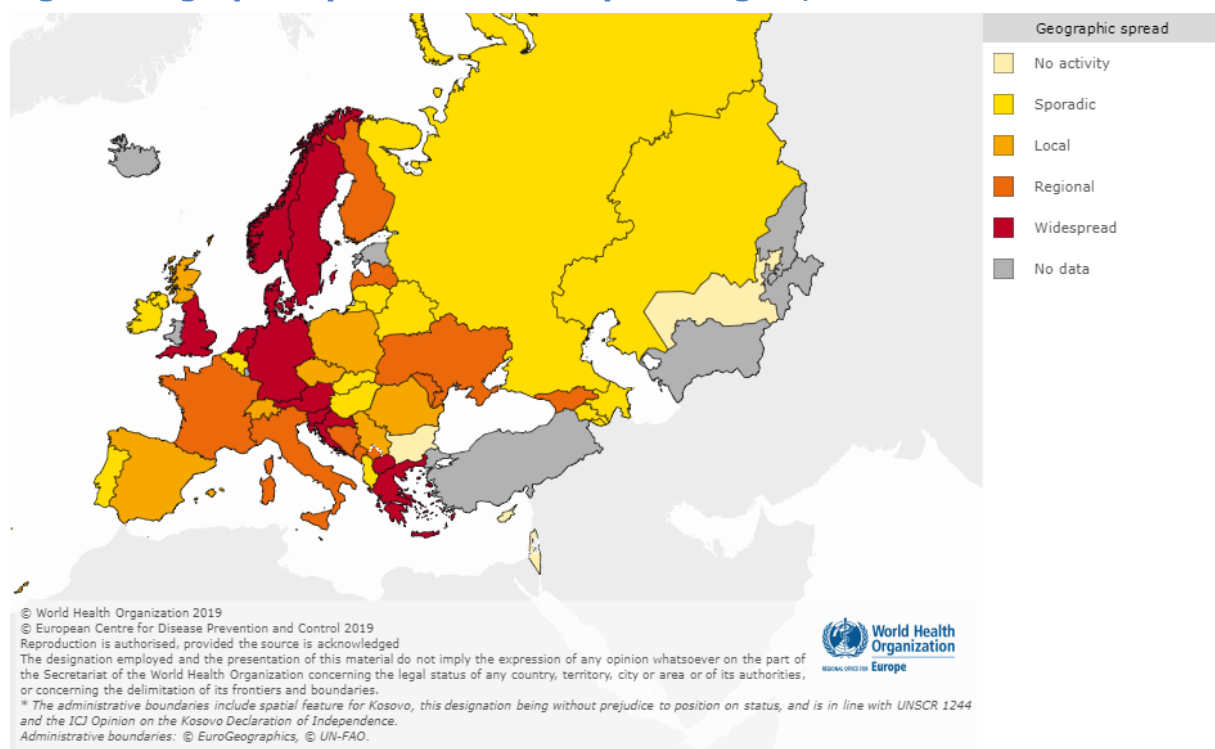 Geographic spread
No activity
Sporadic
Local
Regional
Widespread
No data
© World Health Organization 2019
© European Centre for Disease Prevention and Control 2019
Reproduction is authorised, provided the source is acknowledged
The designation employed and the presentation of this material do not imply the expression of any opinion whatsoever on the part of
the Secretariat of the World Health Organization concerning the legal status of any country, territory, city or area or of its authorities,
or concerning the delimitation of its frontiers and boundaries.
* The administrative boundaries include spatial feature for Kosovo, this designation being without prejudice to position on status, and is in line with UNSCR 1244
and the ICJ Opinion on the Kosovo Declaration of Independence.
Administrative boundaries: © EuroGeographics, © UN-FAO.
World Health
Organization
REGIONAL OFFICE FOR Europe